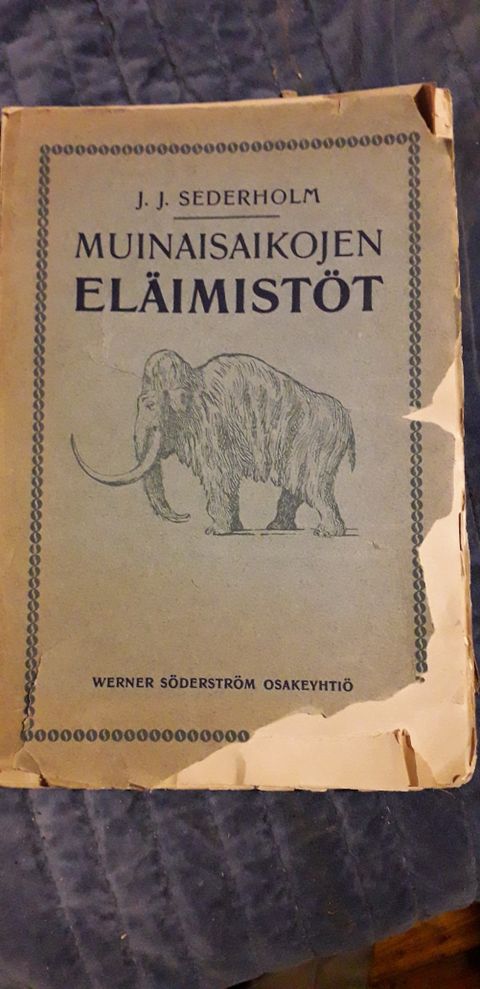 J. J. SEDERHOLM
MUINAISAIKOJEN
ELÄIMISTÖT
WERNER SÖDERSTRÖM OSAKEYHTIÖ